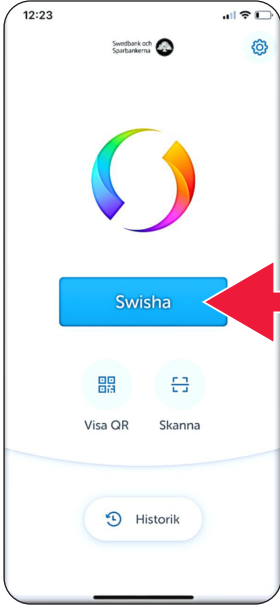 12:23
Swedbank och
Sparbankerna
Swisha
Visa QR
Skanna
Historik